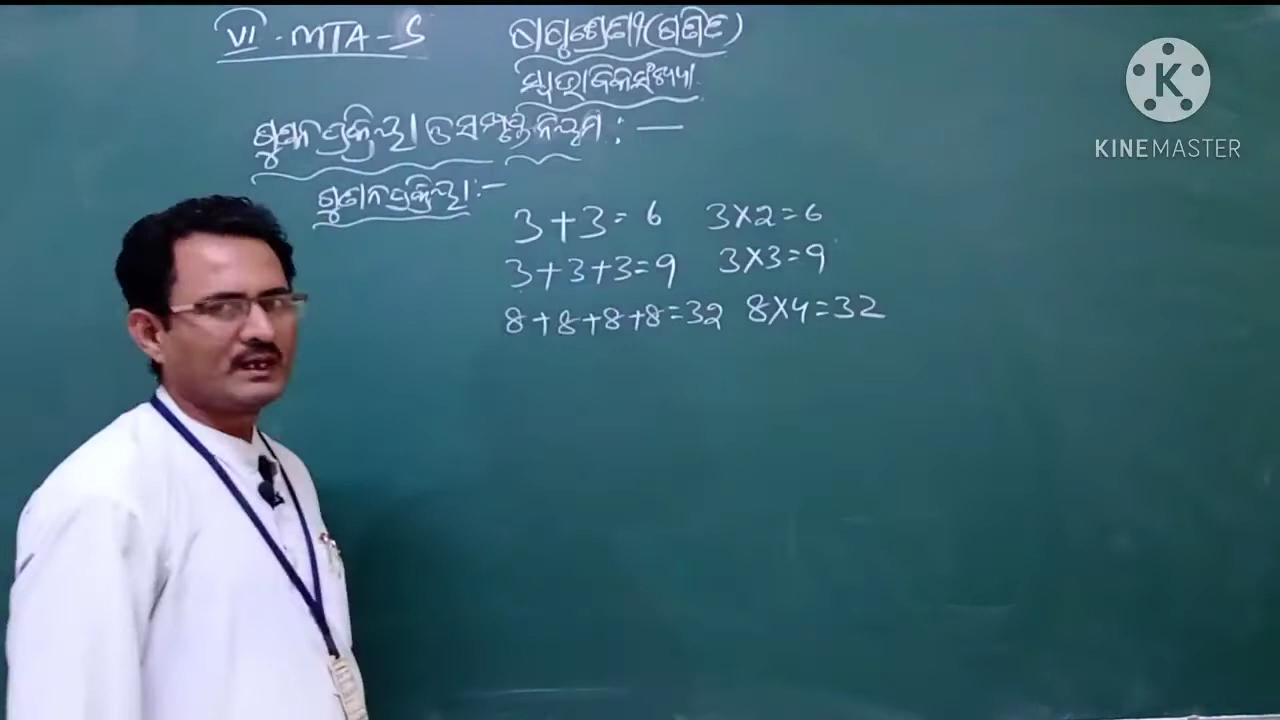 VI - MTA - 5 ଷଷ୍ଠଶ୍ରେଣୀ (ଗଣିତ)
ସ୍ୱାଭାବିକ ସଂଖ୍ୟା
ଗୁଣନ ପ୍ରକ୍ରିୟା ଓ ସମ୍ପୃକ୍ତ ନିୟମ : —
ଗୁଣନ ପ୍ରକ୍ରିୟା :-
3+3= 6 3×2=6
3+3+3=9 3×3=9
8+8+8+8=32 8×4=32
K
KINEMASTER